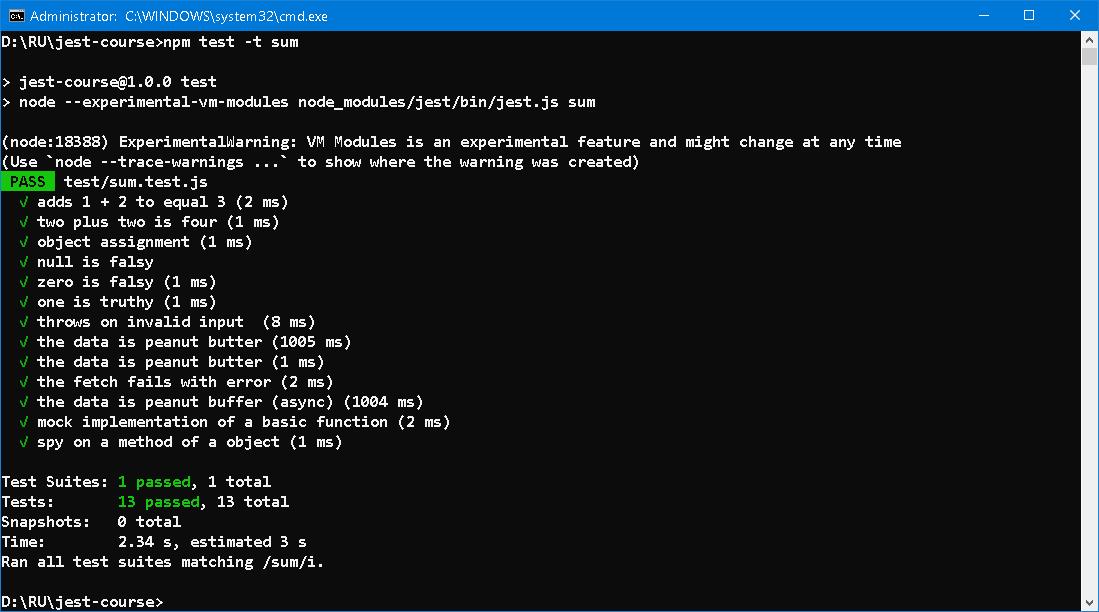 Administrator: C:\WINDOWS\system32\cmd.exe
D:\RU\jest-course>npm test -t sum
> jest-course@1.0.0 test
> node --experimental-vm-modules node_modules/jest/bin/jest.js sum
(node:18388) ExperimentalWarning: VM Modules is an experimental feature and might change at any time
(Use `node --trace-warnings ...` to show where the warning was created)
PASS test/sum.test.js
√ adds 1 + 2 to equal 3 (2 ms)
√ two plus two is four (1 ms)
√ object assignment (1 ms)
√ null is falsy
√ zero is falsy (1 ms)
√ one is truthy (1 ms)
√ throws on invalid input  (8 ms)
√ the data is peanut butter (1005 ms)
√ the data is peanut butter (1 ms)
√ the fetch fails with error (2 ms)
√ the data is peanut buffer (async) (1004 ms)
√ mock implementation of a basic function (2 ms)
√ spy on a method of a object (1 ms)
Test Suites: 1 passed, 1 total
Tests:       13 passed, 13 total
Snapshots:   0 total
Time:        2.34 s, estimated 3 s
Ran all test suites matching /sum/i.
D:\RU\jest-course>